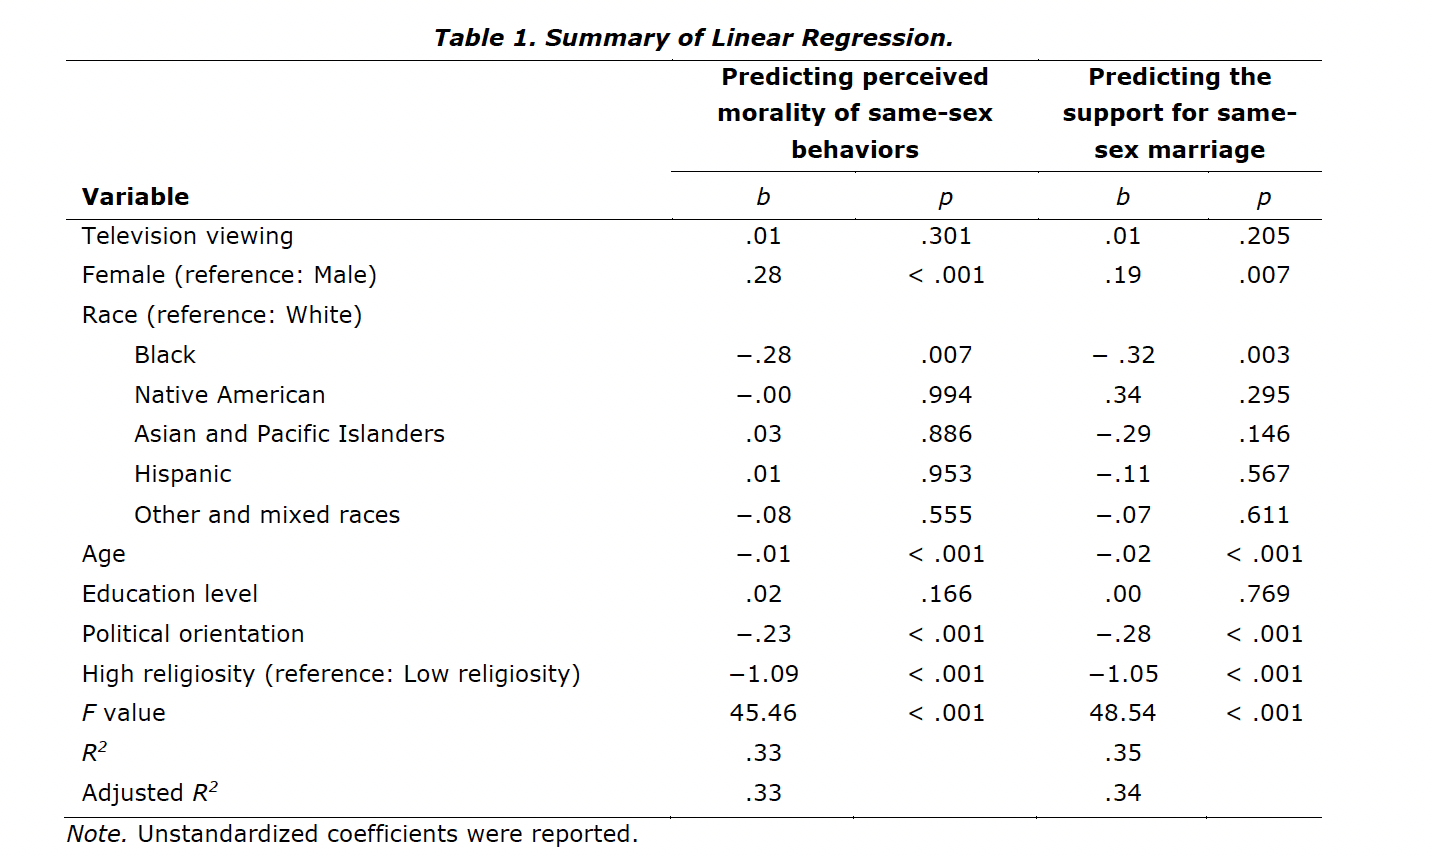 Table 1. Summary of Linear Regression.
Predicting perceived morality of same-sex behaviors Predicting the support for same-sex marriage
Variable b p b p
Television viewing .01 .301 .01 .205
Female (reference: Male) .28 < .001 .19 .007
Race (reference: White)
Black −.28 .007 − .32 .003
Native American −.00 .994 .34 .295
Asian and Pacific Islanders .03 .886 −.29 .146
Hispanic .01 .953 −.11 .567
Other and mixed races −.08 .555 −.07 .611
Age −.01 < .001 −.02 < .001
Education level .02 .166 .00 .769
Political orientation −.23 < .001 −.28 < .001
High religiosity (reference: Low religiosity) −1.09 < .001 −1.05 < .001
F value 45.46 < .001 48.54 < .001
R² .33 .35
Adjusted R² .33 .34
Note. Unstandardized coefficients were reported.